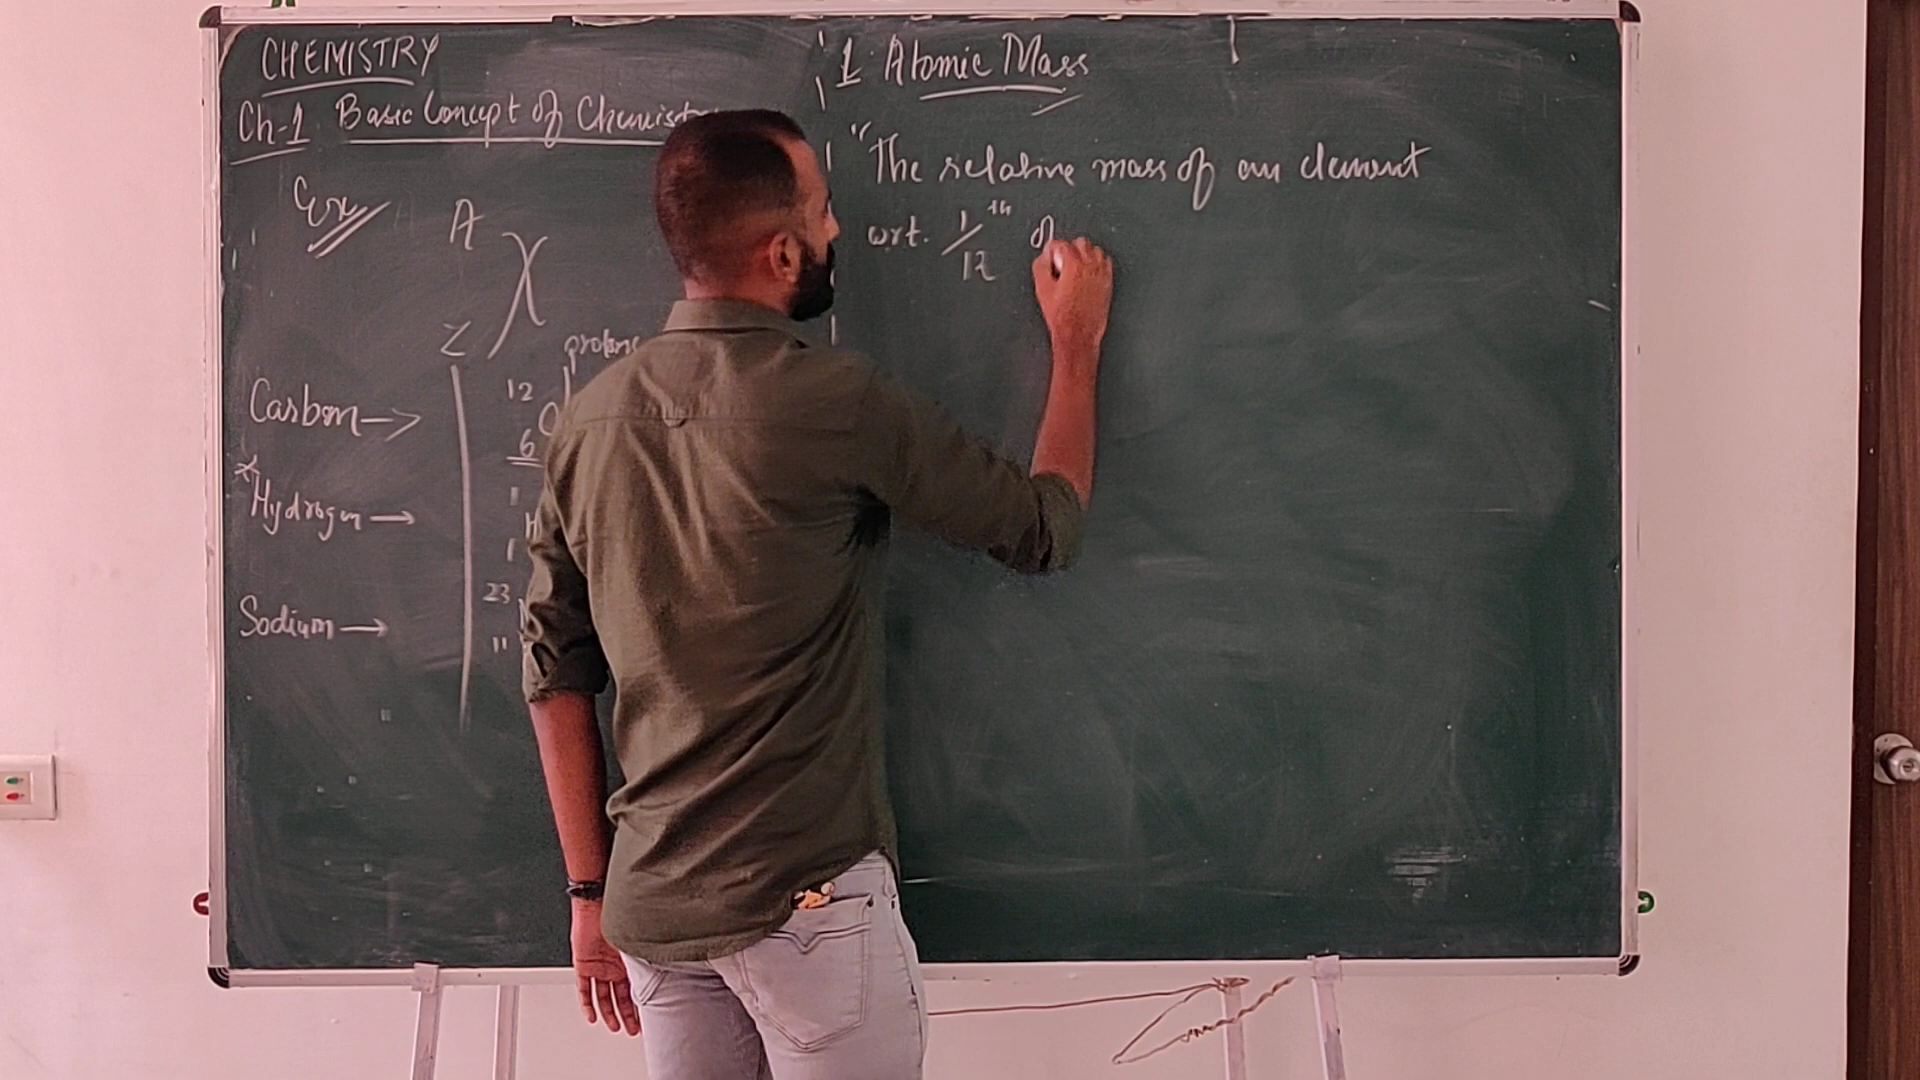 CHEMISTRY
Ch-1 Basic Concept of
Ex
A
X
Z
Carbon →
12
6
Hydrogen →
1
H
1
Sodium →
23
11
1. Atomic Mass
"The relative mass of an element
wrt. 1/12 th of